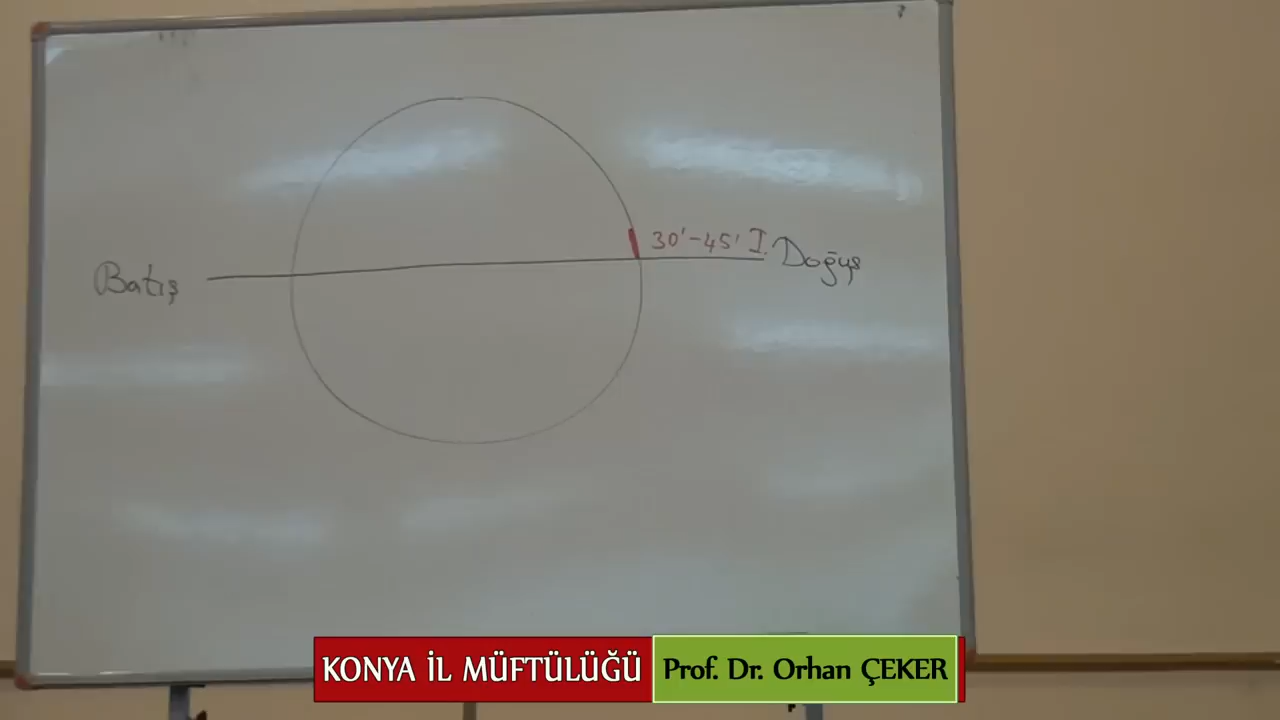 30'-45' I.
Batış
Doğuş
KONYA İL MÜFTÜLÜĞÜ
Prof. Dr. Orhan ÇEKER